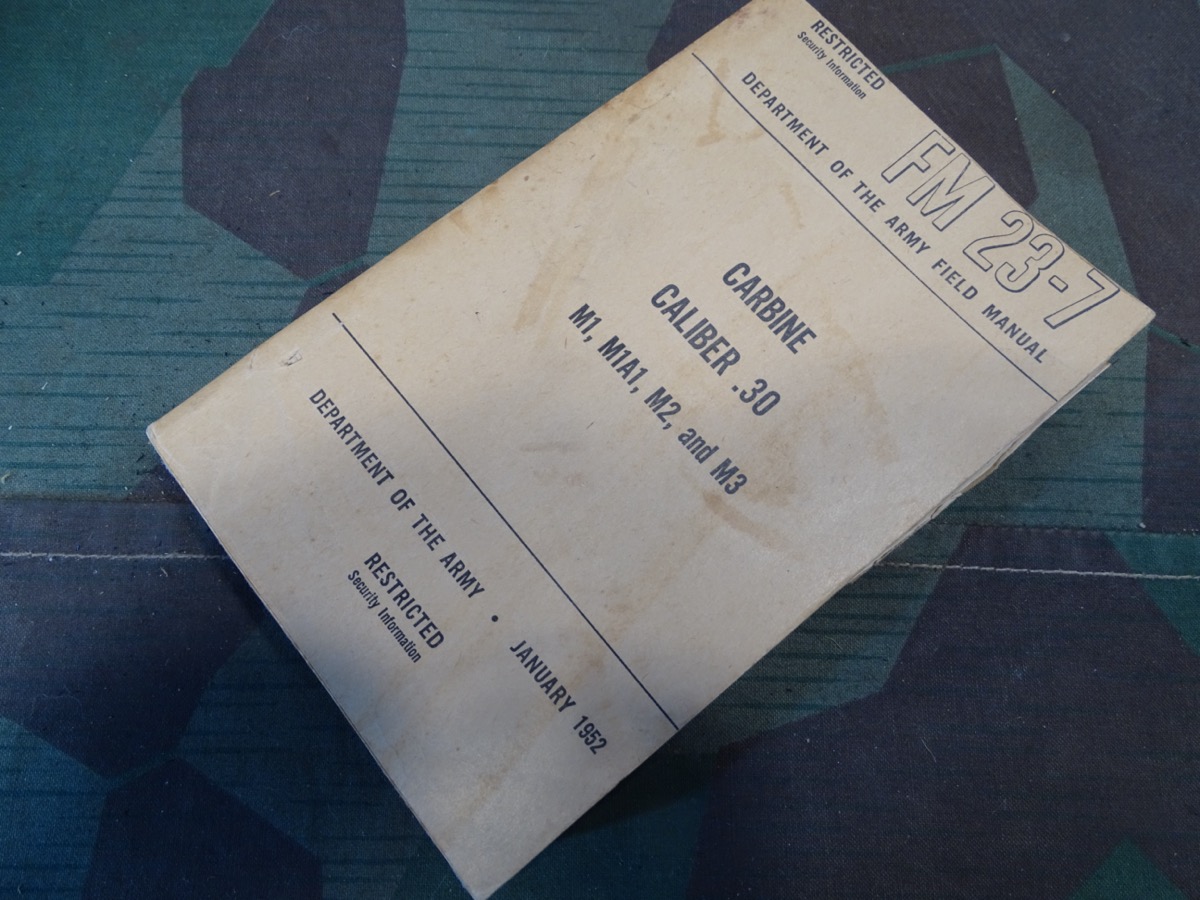 RESTRICTED
Security Information
FM 23-7
DEPARTMENT OF THE ARMY FIELD MANUAL
CARBINE
CALIBER .30
M1, M1A1, M2, and M3
DEPARTMENT OF THE ARMY • JANUARY 1952
RESTRICTED
Security Information